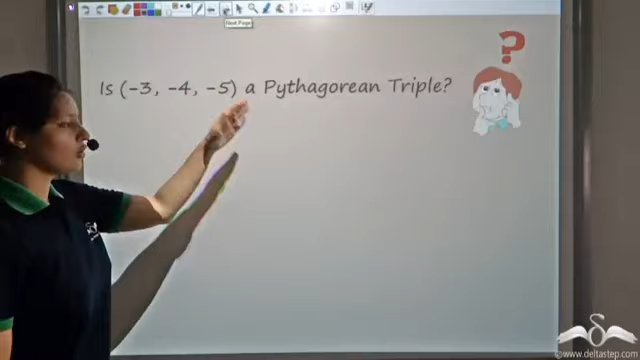 Next Page
Is (-3, -4, -5) a Pythagorean Triple?
?
©www.deltastep.com